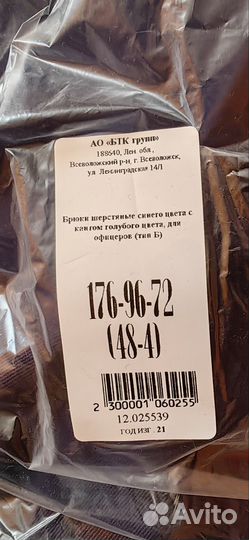 АО «БТК групп»
188640, Лен. обл.,
Всеволожский р-н, г. Всеволожск,
ул. Ленинградская 14/1
Брюки шерстяные синего цвета с
кантом голубого цвета, для
офицеров (тип Б)
176-96-72
(48-4)
2 300001 060255
12.025539
ГОД ИЗГ. 21
Avito